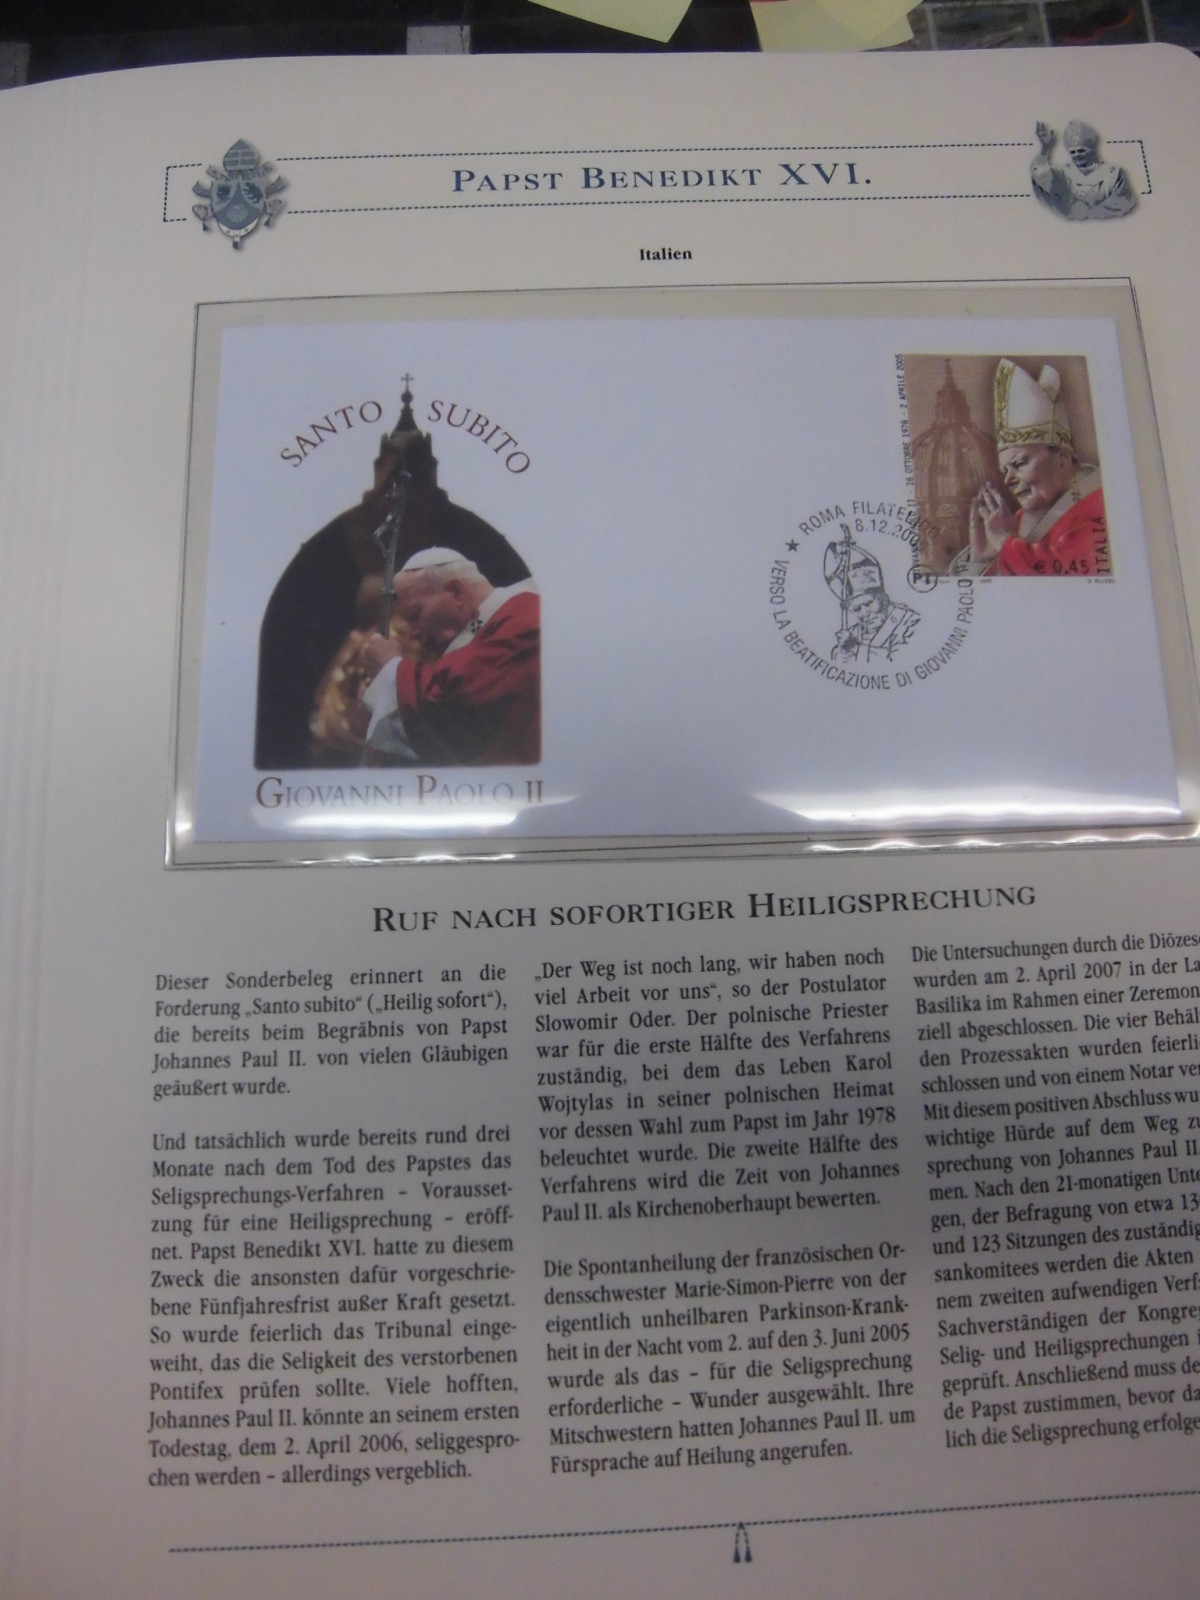 PAPST BENEDIKT XVI.
Italien
SANTO SUBITO
GIOVANNI PAOLO II
II - 16 OTTOBRE 1978 - 2 APRILE 2005
€ 0,45
ITALIA
ROMA FILATELICO
8.12.200
VERSO LA BEATIFICAZIONE DI GIOVANNI PAOLO
RUF NACH SOFORTIGER HEILIGSPRECHUNG
Dieser Sonderbeleg erinnert an die
Forderung „Santo subito“ („Heilig sofort“),
die bereits beim Begräbnis von Papst
Johannes Paul II. von vielen Gläubigen
geäußert wurde.
Und tatsächlich wurde bereits rund drei
Monate nach dem Tod des Papstes das
Seligsprechungs-Verfahren – Vorausset-
zung für eine Heiligsprechung – eröff-
net. Papst Benedikt XVI. hatte zu diesem
Zweck die ansonsten dafür vorgeschrie-
bene Fünfjahresfrist außer Kraft gesetzt.
So wurde feierlich das Tribunal einge-
weiht, das die Seligkeit des verstorbenen
Pontifex prüfen sollte. Viele hofften,
Johannes Paul II. könnte an seinem ersten
Todestag, dem 2. April 2006, seliggespro-
chen werden – allerdings vergeblich.
„Der Weg ist noch lang, wir haben noch
viel Arbeit vor uns“, so der Postulator
Slowomir Oder. Der polnische Priester
war für die erste Hälfte des Verfahrens
zuständig, bei dem das Leben Karol
Wojtylas in seiner polnischen Heimat
vor dessen Wahl zum Papst im Jahr 1978
beleuchtet wurde. Die zweite Hälfte des
Verfahrens wird die Zeit von Johannes
Paul II. als Kirchenoberhaupt bewerten.
Die Spontanheilung der französischen Or-
densschwester Marie-Simon-Pierre von der
eigentlich unheilbaren Parkinson-Krank-
heit in der Nacht vom 2. auf den 3. Juni 2005
wurde als das – für die Seligsprechung
erforderliche – Wunder ausgewählt. Ihre
Mitschwestern hatten Johannes Paul II. um
Fürsprache auf Heilung angerufen.
Die Untersuchungen durch die Diözes
wurden am 2. April 2007 in der La
Basilika im Rahmen einer Zeremon
ziell abgeschlossen. Die vier Behäl
den Prozessakten wurden feierli
schlossen und von einem Notar ve
Mit diesem positiven Abschluss wu
wichtige Hürde auf dem Weg zu
sprechung von Johannes Paul II.
men. Nach den 21-monatigen Unte
gen, der Befragung von etwa 13
und 123 Sitzungen des zuständig
sankomitees werden die Akten
nem zweiten aufwendigen Verf
Sachverständigen der Kongre
Selig- und Heiligsprechungen
geprüft. Anschließend muss de
de Papst zustimmen, bevor da
lich die Seligsprechung erfolge